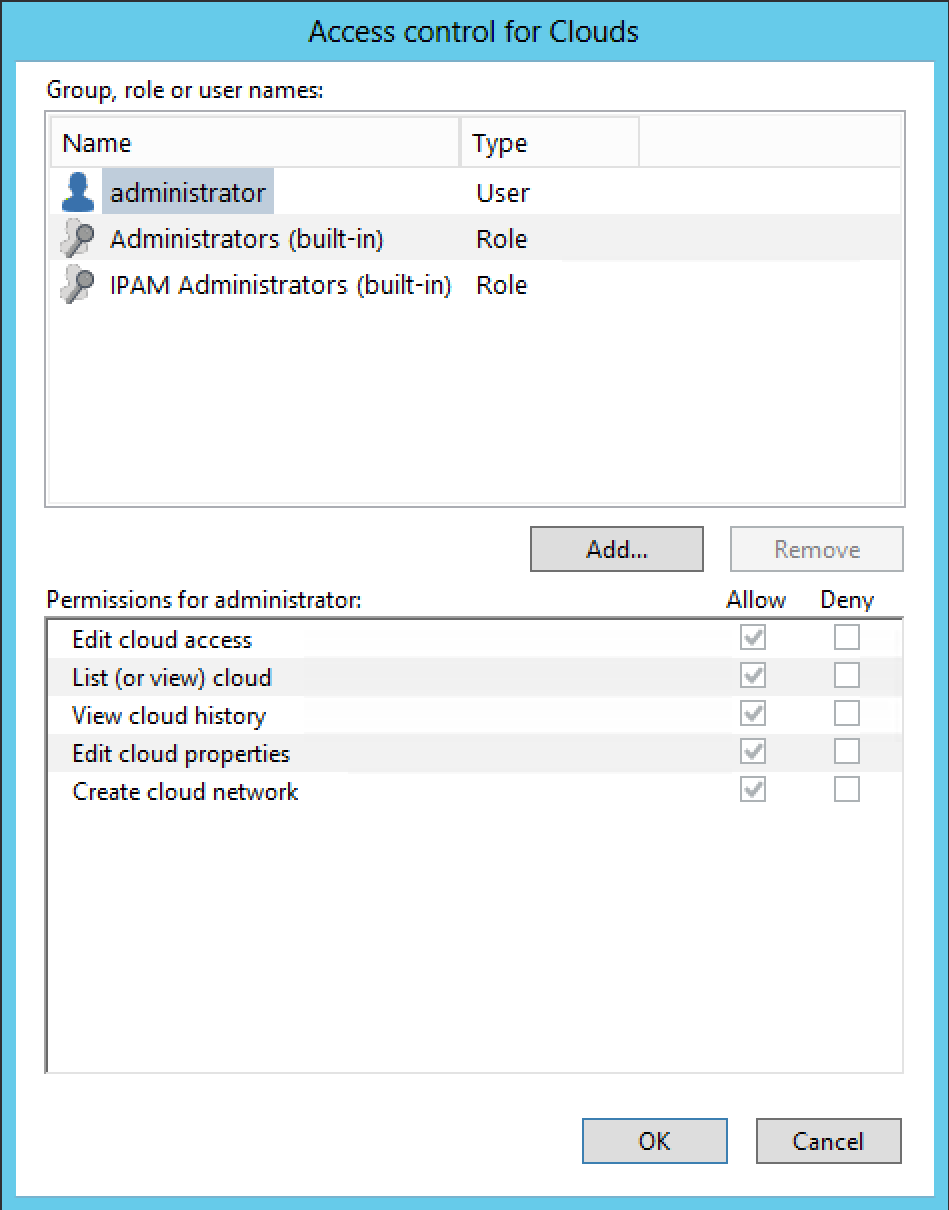 Access control for Clouds
Group, role or user names:
Name Type
administrator User
Administrators (built-in) Role
IPAM Administrators (built-in) Role
Add... Remove
Permissions for administrator: Allow Deny
Edit cloud access
List (or view) cloud
View cloud history
Edit cloud properties
Create cloud network
OK Cancel